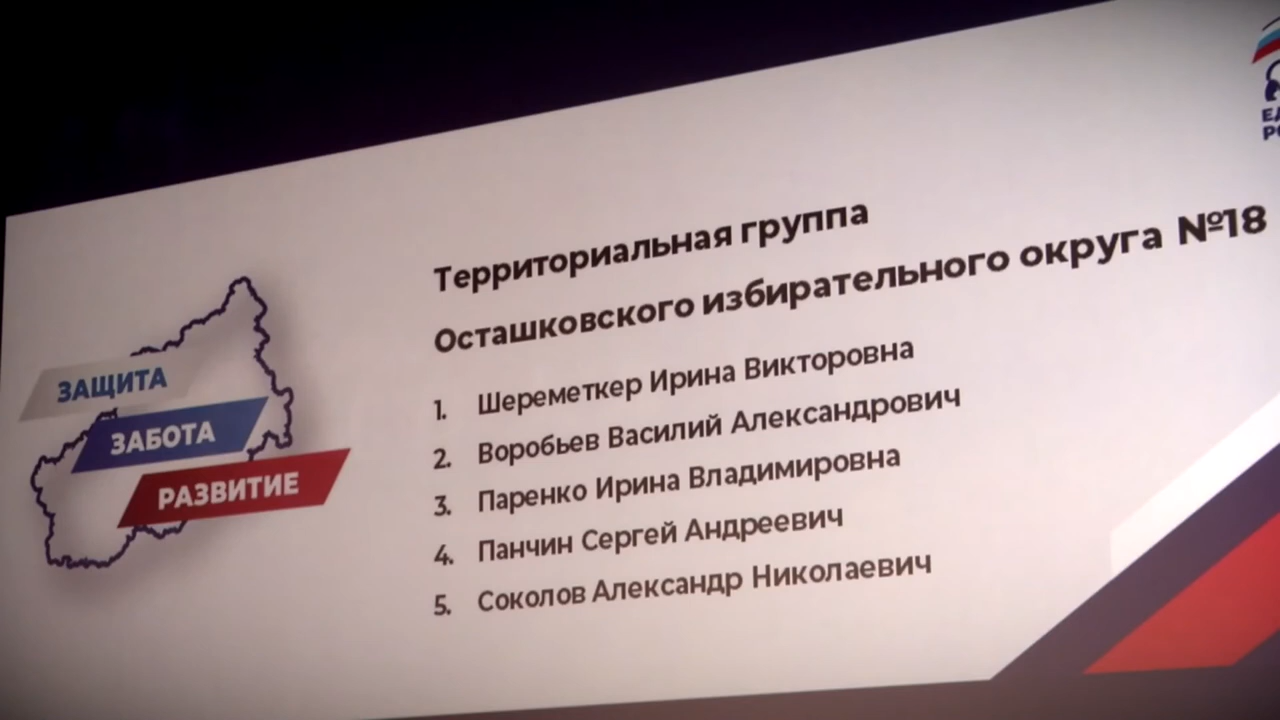 ЗАЩИТА
ЗАБОТА
РАЗВИТИЕ
Территориальная группа
Осташковского избирательного округа №18
1. Шереметкер Ирина Викторовна
2. Воробьев Василий Александрович
3. Паренко Ирина Владимировна
4. Панчин Сергей Андреевич
5. Соколов Александр Николаевич